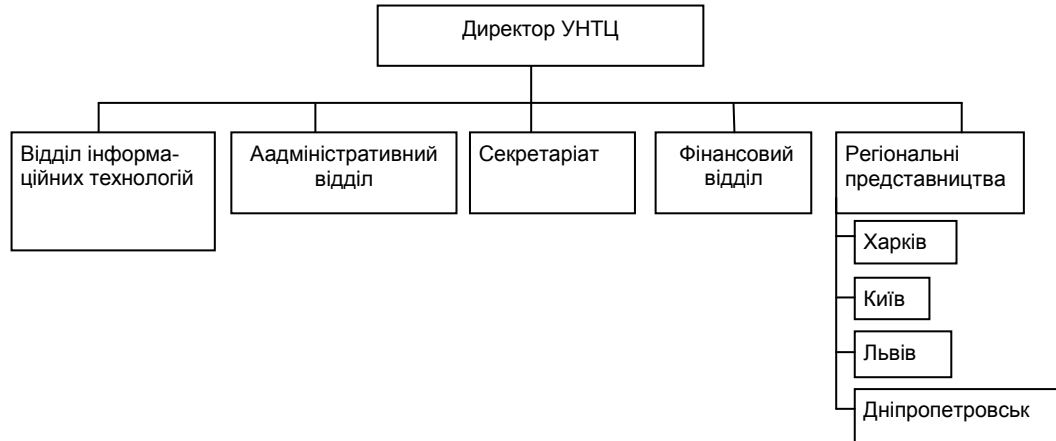 Директор УНТЦ
Відділ інформа-
ційних технологій
Аадміністративний
відділ
Секретаріат
Фінансовий
відділ
Регіональні
представництва
Харків
Київ
Львів
Дніпропетровськ